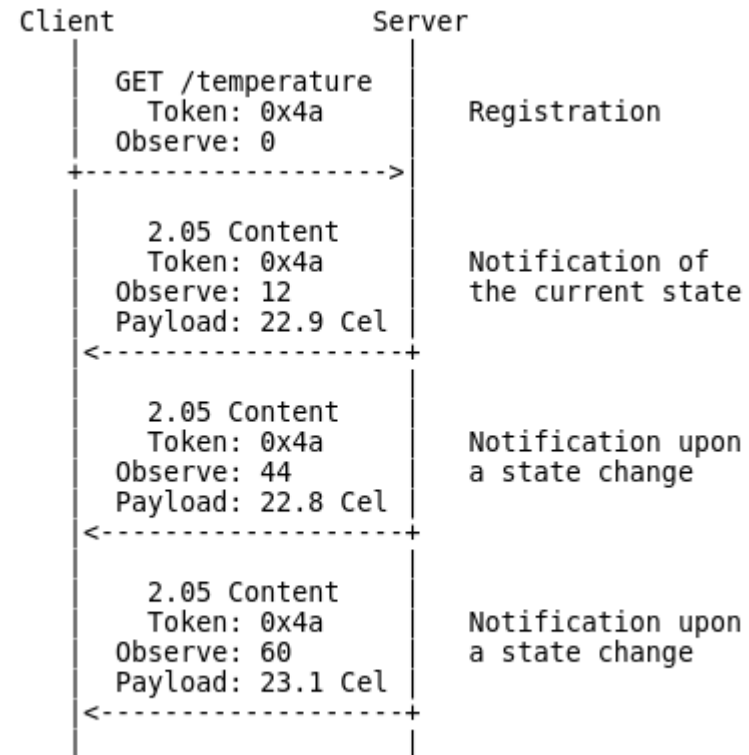 Client Server
GET /temperature
Token: 0x4a Registration
Observe: 0
2.05 Content
Token: 0x4a Notification of
Observe: 12 the current state
Payload: 22.9 Cel
2.05 Content
Token: 0x4a Notification upon
Observe: 44 a state change
Payload: 22.8 Cel
2.05 Content
Token: 0x4a Notification upon
Observe: 60 a state change
Payload: 23.1 Cel